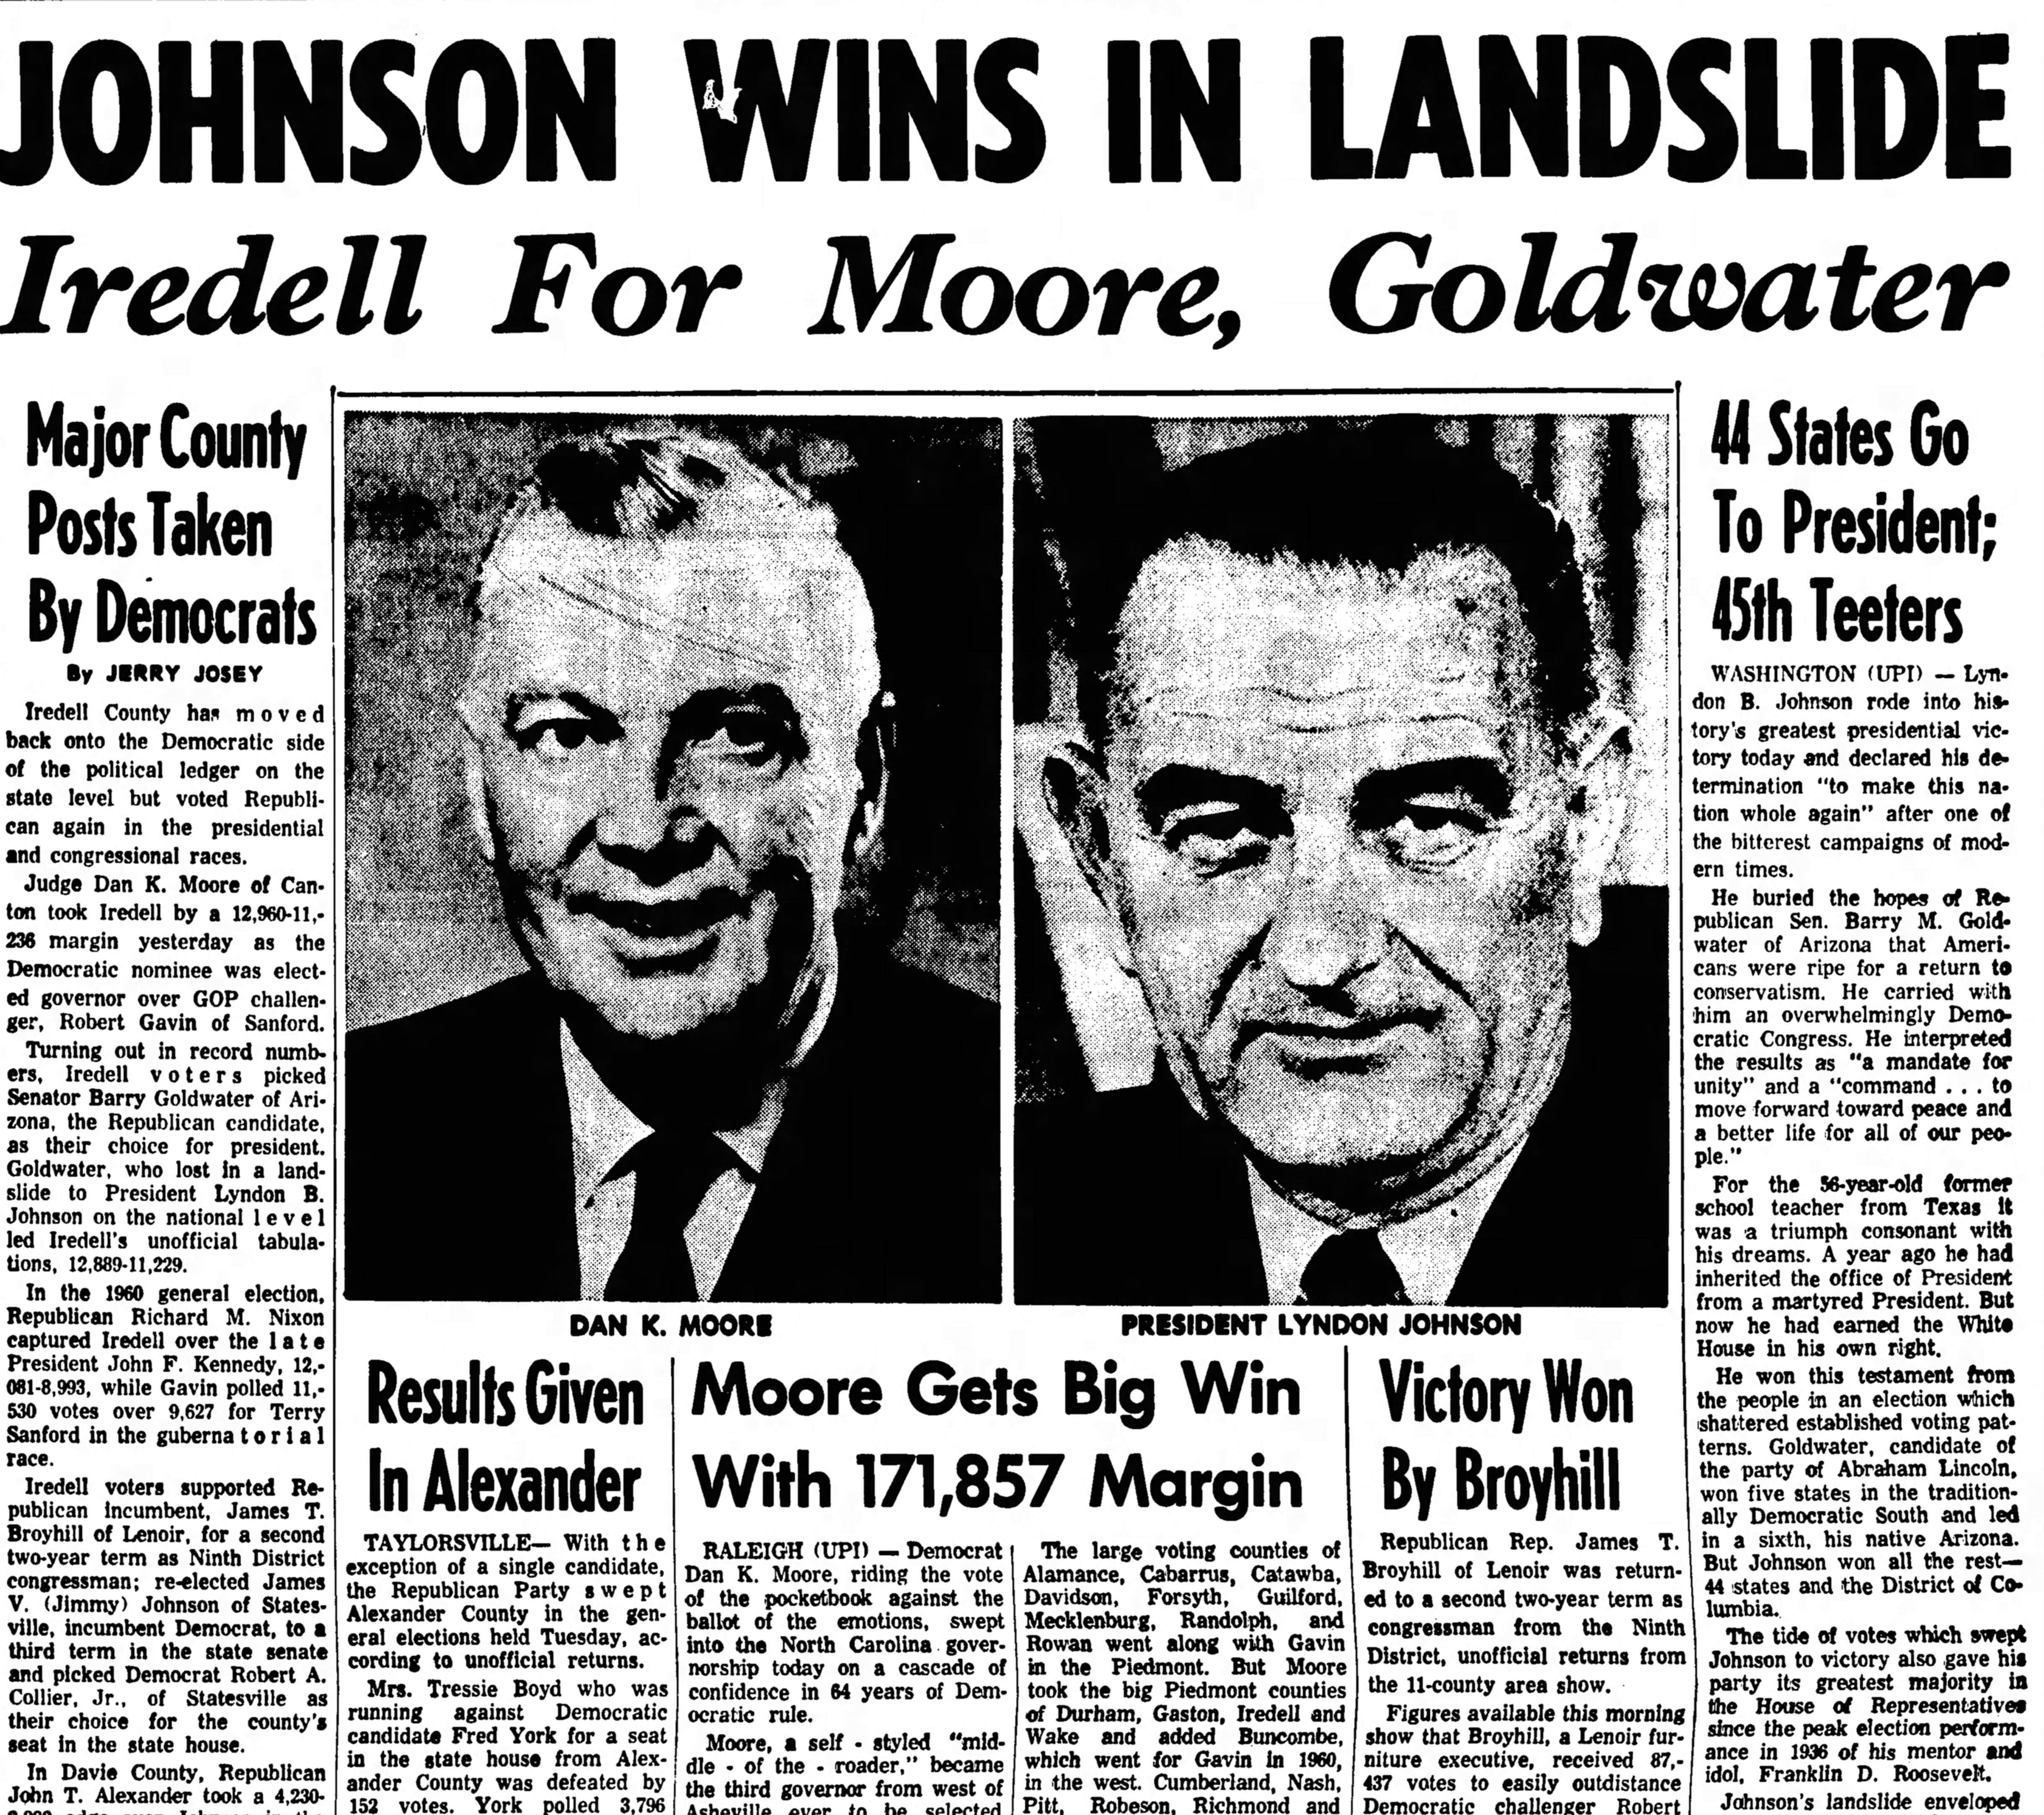 JOHNSON WINS IN LANDSLIDE
Iredell For Moore, Goldwater
Major County
Posts Taken
By Democrats
By JERRY JOSEY
Iredell County has moved
back onto the Democratic side
of the political ledger on the
state level but voted Republi-
can again in the presidential
and congressional races.
Judge Dan K. Moore of Can-
ton took Iredell by a 12,960-11,-
236 margin yesterday as the
Democratic nominee was elect-
ed governor over GOP challen-
ger, Robert Gavin of Sanford.
Turning out in record numb-
ers, Iredell voters picked
Senator Barry Goldwater of Ari-
zona, the Republican candidate,
as their choice for president.
Goldwater, who lost in a land-
slide to President Lyndon B.
Johnson on the national level
led Iredell's unofficial tabula-
tions, 12,889-11,229.
In the 1960 general election,
Republican Richard M. Nixon
captured Iredell over the late
President John F. Kennedy, 12,-
081-8,993, while Gavin polled 11,-
530 votes over 9,627 for Terry
Sanford in the gubernatorial
race.
Iredell voters supported Re-
publican incumbent, James T.
Broyhill of Lenoir, for a second
two-year term as Ninth District
congressman; re-elected James
V. (Jimmy) Johnson of States-
ville, incumbent Democrat, to a
third term in the state senate
and picked Democrat Robert A.
Collier, Jr., of Statesville as
their choice for the county's
seat in the state house.
In Davie County, Republican
John T. Alexander took a 4,230-
DAN K. MOORE
PRESIDENT LYNDON JOHNSON
Results Given
In Alexander
TAYLORSVILLE— With the
exception of a single candidate,
the Republican Party swept
Alexander County in the gen-
eral elections held Tuesday, ac-
cording to unofficial returns.
Mrs. Tressie Boyd who was
running against Democratic
candidate Fred York for a seat
in the state house from Alex-
ander County was defeated by
152 votes. York polled 3,796
Moore Gets Big Win
With 171,857 Margin
RALEIGH (UPI) — Democrat
Dan K. Moore, riding the vote
of the pocketbook against the
ballot of the emotions, swept
into the North Carolina gover-
norship today on a cascade of
confidence in 64 years of Dem-
ocratic rule.
Moore, a self - styled "mid-
dle - of the - roader," became
the third governor from west of
Asheville ever to be selected
The large voting counties of
Alamance, Cabarrus, Catawba,
Davidson, Forsyth, Guilford,
Mecklenburg, Randolph, and
Rowan went along with Gavin
in the Piedmont. But Moore
took the big Piedmont counties
of Durham, Gaston, Iredell and
Wake and added Buncombe,
which went for Gavin in 1960,
in the west. Cumberland, Nash,
Pitt, Robeson, Richmond and
Victory Won
By Broyhill
Republican Rep. James T.
Broyhill of Lenoir was return-
ed to a second two-year term as
congressman from the Ninth
District, unofficial returns from
the 11-county area show.
Figures available this morning
show that Broyhill, a Lenoir fur-
niture executive, received 87,-
437 votes to easily outdistance
Democratic challenger Robert
44 States Go
To President;
45th Teeters
WASHINGTON (UPI) — Lyn-
don B. Johnson rode into his-
tory's greatest presidential vic-
tory today and declared his de-
termination "to make this na-
tion whole again" after one of
the bitterest campaigns of mod-
ern times.
He buried the hopes of Re-
publican Sen. Barry M. Gold-
water of Arizona that Ameri-
cans were ripe for a return to
conservatism. He carried with
him an overwhelmingly Demo-
cratic Congress. He interpreted
the results as "a mandate for
unity" and a "command . . . to
move forward toward peace and
a better life for all of our peo-
ple."
For the 56-year-old former
school teacher from Texas it
was a triumph consonant with
his dreams. A year ago he had
inherited the office of President
from a martyred President. But
now he had earned the White
House in his own right.
He won this testament from
the people in an election which
shattered established voting pat-
terns. Goldwater, candidate of
the party of Abraham Lincoln,
won five states in the tradition-
ally Democratic South and led
in a sixth, his native Arizona.
But Johnson won all the rest—
44 states and the District of Co-
lumbia.
The tide of votes which swept
Johnson to victory also gave his
party its greatest majority in
the House of Representatives
since the peak election perform-
ance in 1936 of his mentor and
idol, Franklin D. Roosevelt.
Johnson's landslide enveloped